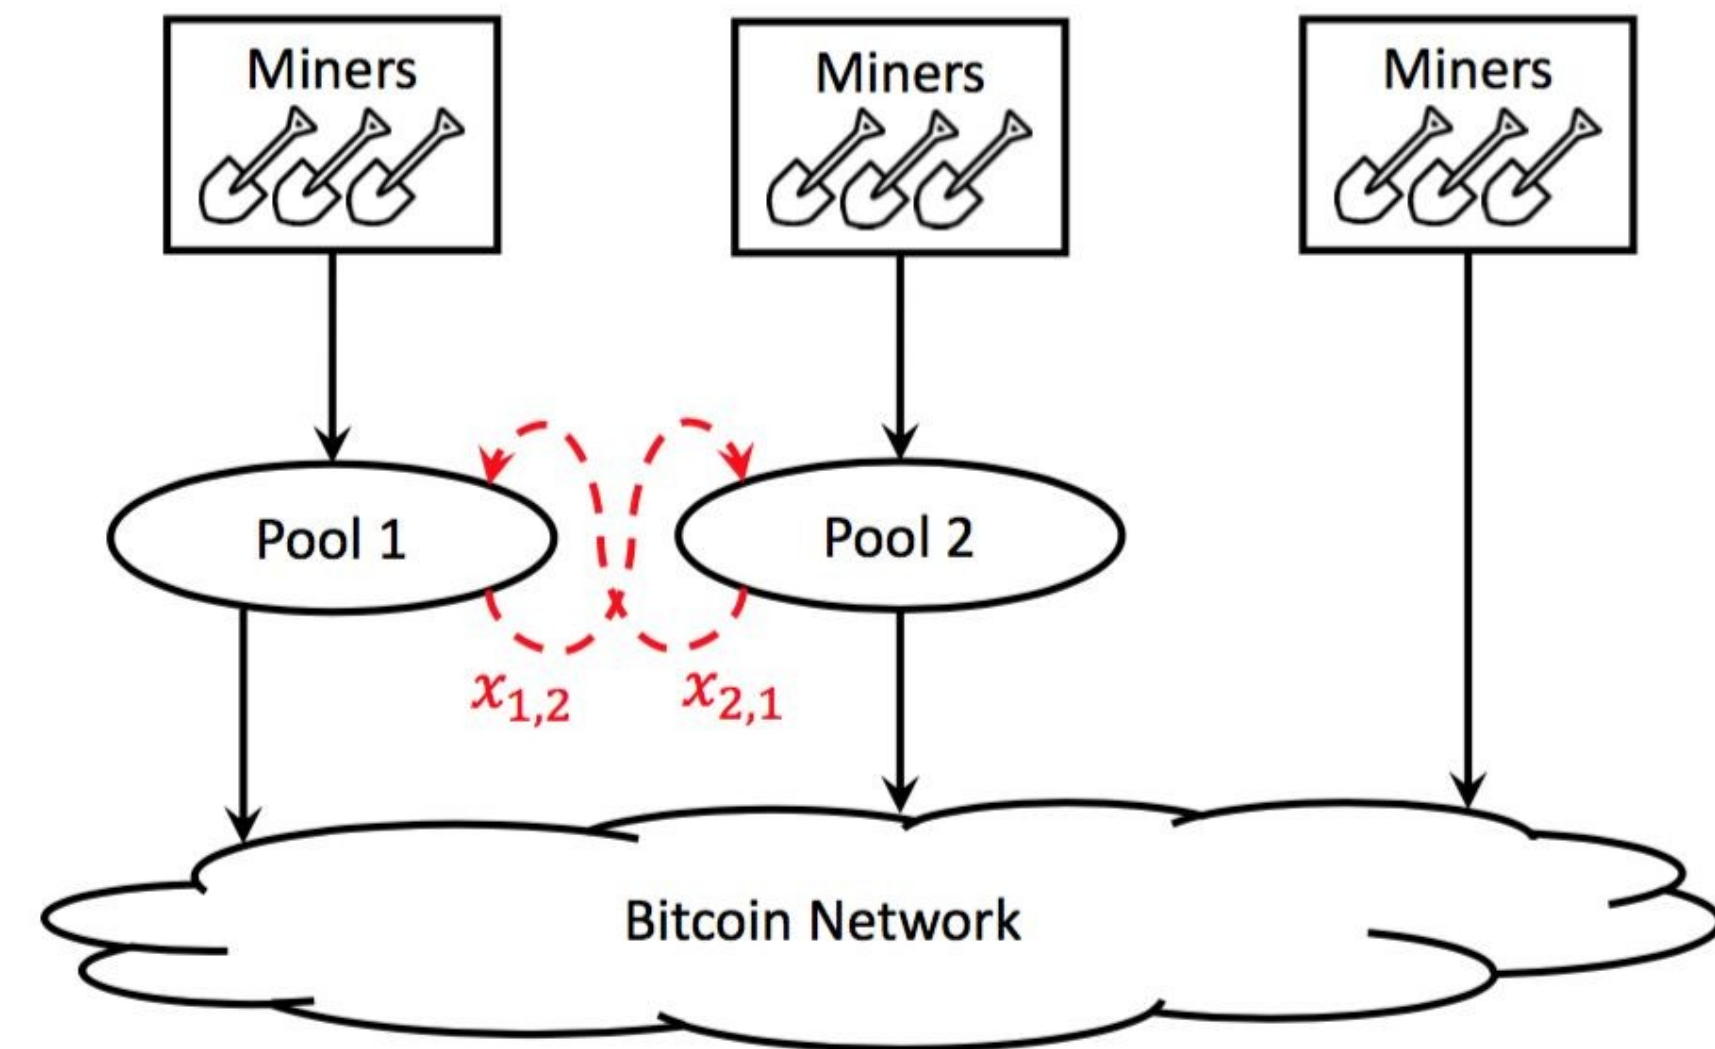 Miners
Miners
Miners
Pool 1
Pool 2
x1,2
x2,1
Bitcoin Network